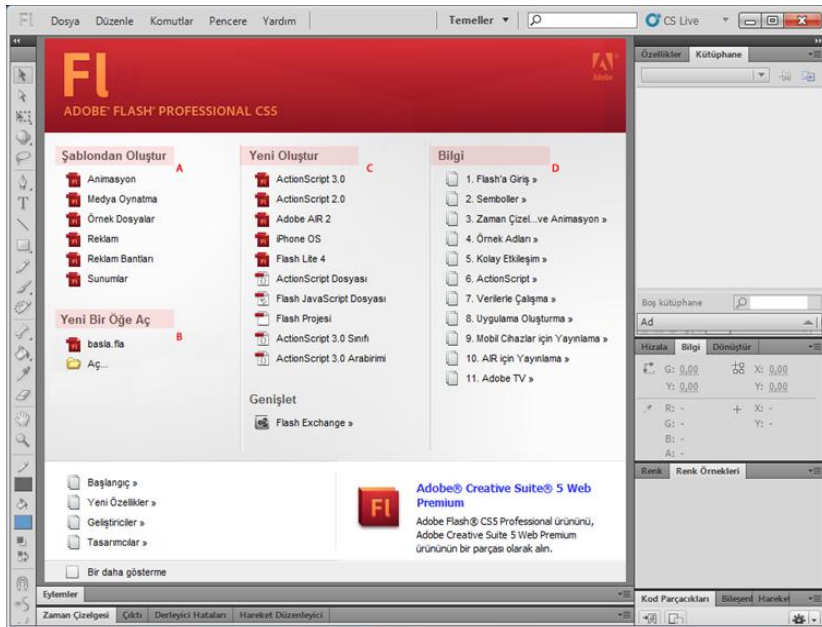 Fl Dosya Düzenle Komutlar Pencere Yardım Temeller CS Live
Özellikler Kütüphane
Fl
Adobe
ADOBE® FLASH® PROFESSIONAL CS5
Şablondan Oluştur
A
Animasyon
Medya Oynatma
Örnek Dosyalar
Reklam
Reklam Bantları
Sunumlar
Yeni Bir Öğe Aç
B
basla.fla
Aç...
Yeni Oluştur
C
ActionScript 3.0
ActionScript 2.0
Adobe AIR 2
iPhone OS
Flash Lite 4
ActionScript Dosyası
Flash JavaScript Dosyası
Flash Projesi
ActionScript 3.0 Sınıfı
ActionScript 3.0 Arabirimi
Genişlet
Flash Exchange »
Bilgi
D
1. Flash'a Giriş »
2. Semboller »
3. Zaman Çizel...ve Animasyon »
4. Örnek Adları »
5. Kolay Etkileşim »
6. ActionScript »
7. Verilerle Çalışma »
8. Uygulama Oluşturma »
9. Mobil Cihazlar için Yayınlama »
10. AIR için Yayınlama »
11. Adobe TV »
Başlangıç »
Yeni Özellikler »
Geliştiriciler »
Tasarımcılar »
Fl
Adobe® Creative Suite® 5 Web
Premium
Adobe Flash® CS5 Professional ürününü,
Adobe Creative Suite 5 Web Premium
ürününün bir parçası olarak alın.
Bir daha gösterme
Eylemler
Zaman Çizelgesi Çıktı Derleyici Hataları Hareket Düzenleyici
Boş kütüphane
Ad
Hizala Bilgi Dönüştür
G: 0,00 X: 0,00
Y: 0,00 Y: 0,00
R: - X: -
G: - Y: -
B: -
A: -
Renk Renk Örnekleri
Kod Parçacıkları Bileşenl Hareket